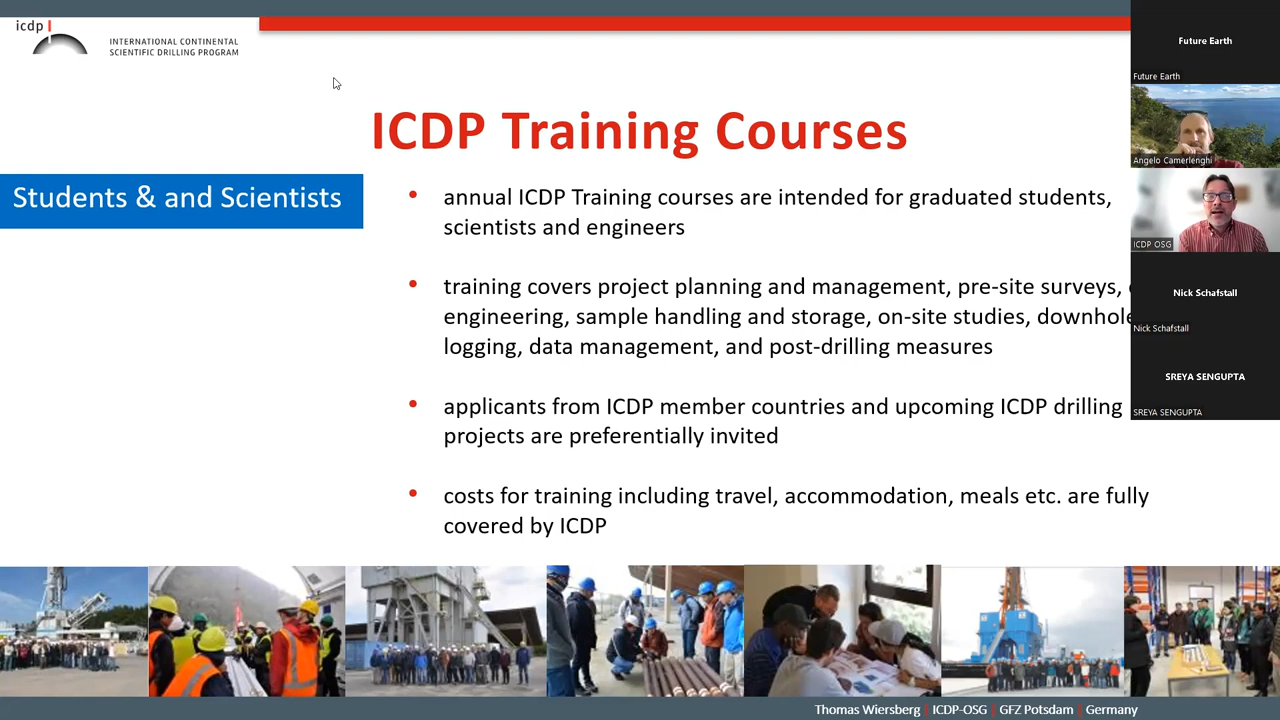 icdp
INTERNATIONAL CONTINENTAL
SCIENTIFIC DRILLING PROGRAM
ICDP Training Courses
Students & and Scientists
• annual ICDP Training courses are intended for graduated students,
scientists and engineers
• training covers project planning and management, pre-site surveys,
engineering, sample handling and storage, on-site studies, downhole
logging, data management, and post-drilling measures
• applicants from ICDP member countries and upcoming ICDP drilling
projects are preferentially invited
• costs for training including travel, accommodation, meals etc. are fully
covered by ICDP
Thomas Wiersberg | ICDP-OSG | GFZ Potsdam | Germany
Future Earth
Future Earth
Angelo Camerlenghi
ICDP OSG
Nick Schafstall
Nick Schafstall
SREYA SENGUPTA
SREYA SENGUPTA